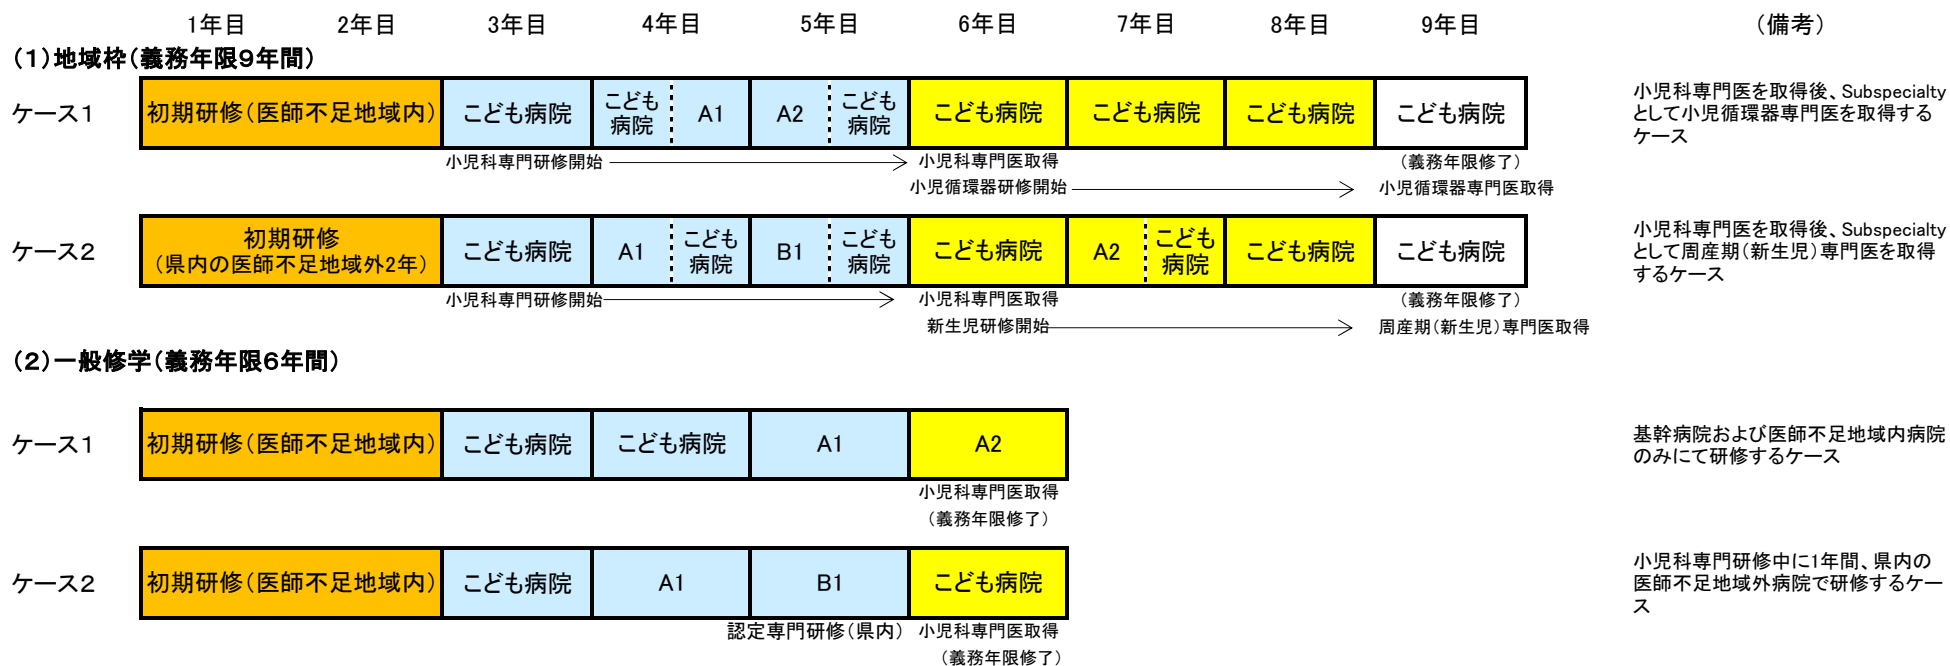 1年目 2年目 3年目 4年目 5年目 6年目 7年目 8年目 9年目 （備考）
（1）地域枠（義務年限9年間）
ケース1
初期研修（医師不足地域内）
こども病院
こども
病院
A1
A2
こども
病院
こども病院
こども病院
こども病院
こども病院
小児科専門医を取得後、Subspecialty
として小児循環器専門医を取得する
ケース
小児科専門研修開始
小児科専門医取得
（義務年限修了）
小児循環器研修開始
小児循環器専門医取得
ケース2
初期研修
（県内の医師不足地域外2年）
こども病院
A1
こども
病院
B1
こども
病院
こども病院
A2
こども
病院
こども病院
こども病院
小児科専門医を取得後、Subspecialty
として周産期（新生児）専門医を取得
するケース
小児科専門研修開始
小児科専門医取得
（義務年限修了）
新生児研修開始
周産期（新生児）専門医取得
（2）一般修学（義務年限6年間）
ケース1
初期研修（医師不足地域内）
こども病院
こども病院
A1
A2
基幹病院および医師不足地域内病院
のみにて研修するケース
小児科専門医取得
（義務年限修了）
ケース2
初期研修（医師不足地域内）
こども病院
A1
B1
こども病院
小児科専門研修中に1年間、県内の
医師不足地域外病院で研修するケー
ス
認定専門研修（県内）
小児科専門医取得
（義務年限修了）